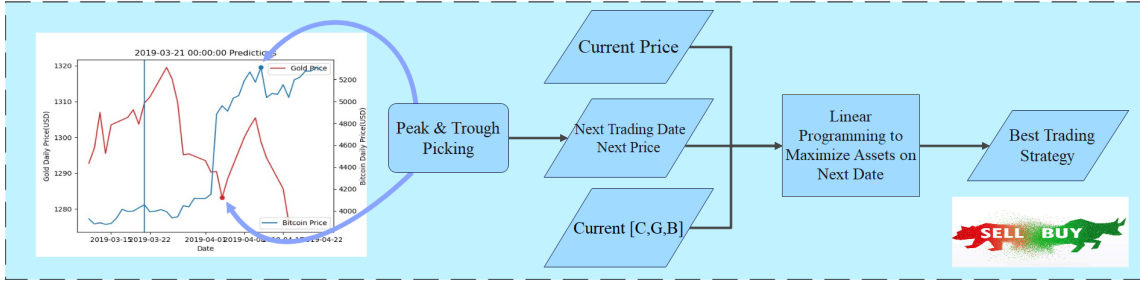 2019-03-21 00:00:00 Predictions
Gold Price
Bitcoin Price
Gold Daily Price(USD)
1320
1310
1300
1290
1280
5200
5000
4800
4600
4400
4200
4000
Bitcoin Daily Price(USD)
2019-03-15
2019-03-22
2019-04-01
2019-04-22
Date
Peak & Trough
Picking
Current Price
Next Trading Date
Next Price
Current [C,G,B]
Linear
Programming to
Maximize Assets on
Next Date
Best Trading
Strategy
SELL BUY